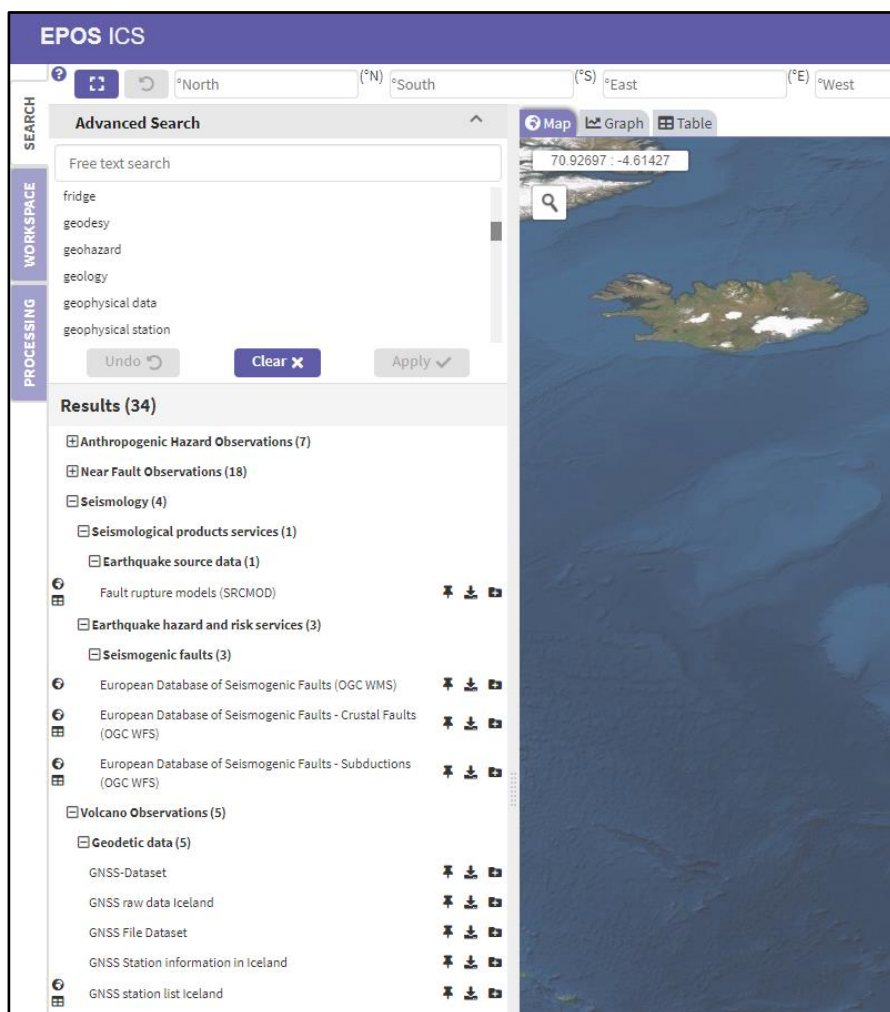 EPOS ICS
°North (°N) °South (°S) °East (°E) °West
SEARCH
WORKSPACE
PROCESSING
Advanced Search
Free text search
fridge
geodesy
geohazard
geology
geophysical data
geophysical station
Undo Clear Apply
Results (34)
Anthropogenic Hazard Observations (7)
Near Fault Observations (18)
Seismology (4)
Seismological products services (1)
Earthquake source data (1)
Fault rupture models (SRCMOD)
Earthquake hazard and risk services (3)
Seismogenic faults (3)
European Database of Seismogenic Faults (OGC WMS)
European Database of Seismogenic Faults - Crustal Faults
(OGC WFS)
European Database of Seismogenic Faults - Subductions
(OGC WFS)
Volcano Observations (5)
Geodetic data (5)
GNSS-Dataset
GNSS raw data Iceland
GNSS File Dataset
GNSS Station information in Iceland
GNSS station list Iceland
Map Graph Table
70.92697 : -4.61427